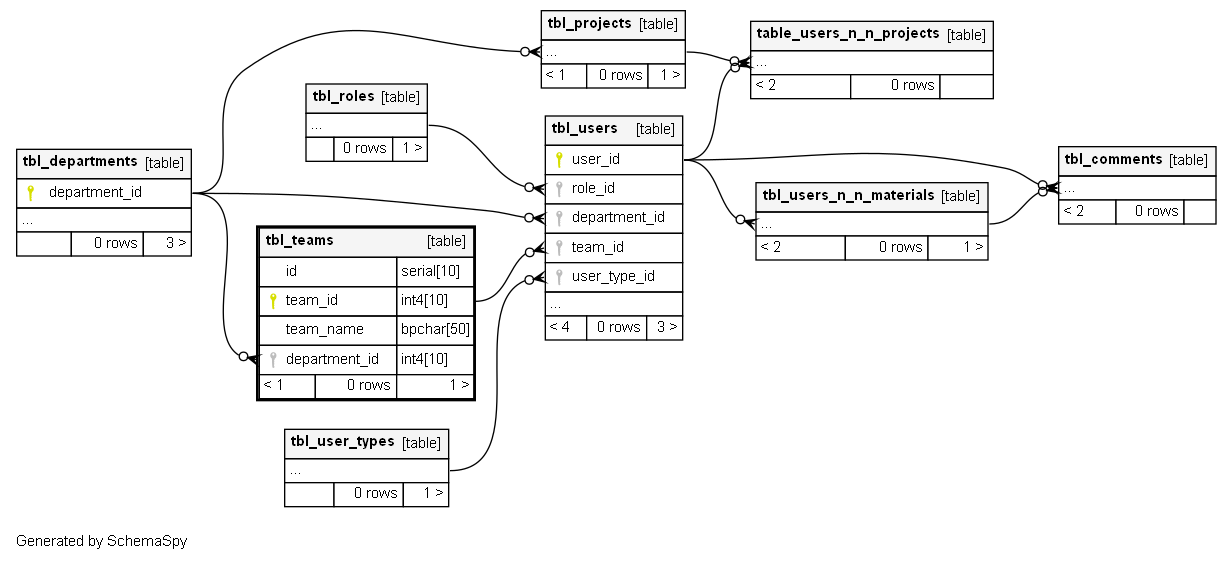 tbl_projects [table]
...
< 1 0 rows 1 >
table_users_n_n_projects [table]
...
< 2 0 rows
tbl_roles [table]
...
0 rows 1 >
tbl_users [table]
user_id
role_id
department_id
team_id
user_type_id
...
< 4 0 rows 3 >
tbl_departments [table]
department_id
...
0 rows 3 >
tbl_comments [table]
...
< 2 0 rows
tbl_users_n_n_materials [table]
...
< 2 0 rows 1 >
tbl_teams [table]
id serial[10]
team_id int4[10]
team_name bpchar[50]
department_id int4[10]
< 1 0 rows 1 >
tbl_user_types [table]
...
0 rows 1 >
Generated by SchemaSpy